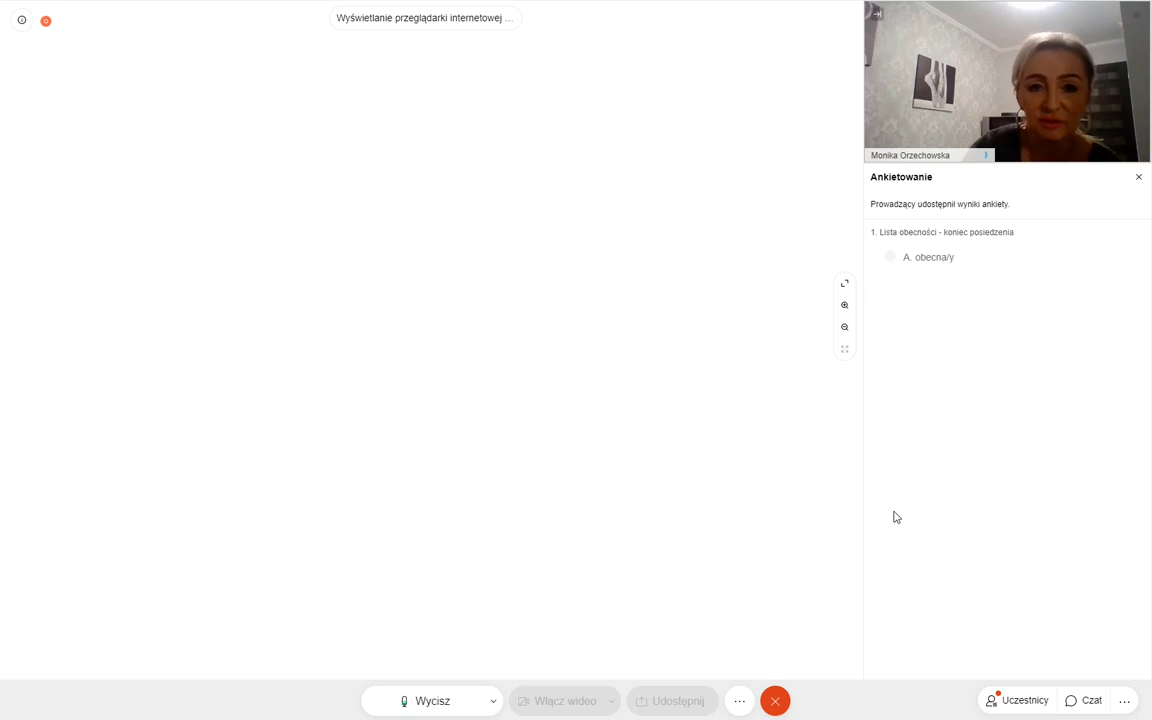 Wyświetlanie przeglądarki internetowej ...
Monika Orzechowska
Ankietowanie
Prowadzący udostępnił wyniki ankiety.
1. Lista obecności - koniec posiedzenia
A. obecna/y
Wycisz
Włącz wideo
Udostępnij
Uczestnicy
Czat